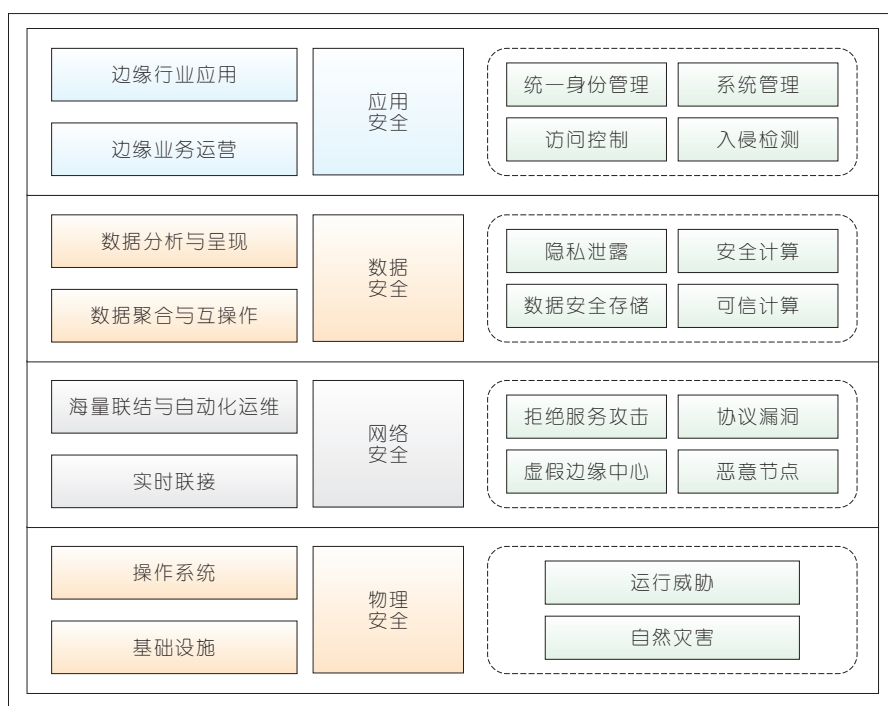 边缘行业应用
边缘业务运营
应用
安全
统一身份管理
系统管理
访问控制
入侵检测
数据分析与呈现
数据聚合与互操作
数据
安全
隐私泄露
安全计算
数据安全存储
可信计算
海量联结与自动化运维
实时联接
网络
安全
拒绝服务攻击
协议漏洞
虚假边缘中心
恶意节点
操作系统
基础设施
物理
安全
运行威胁
自然灾害